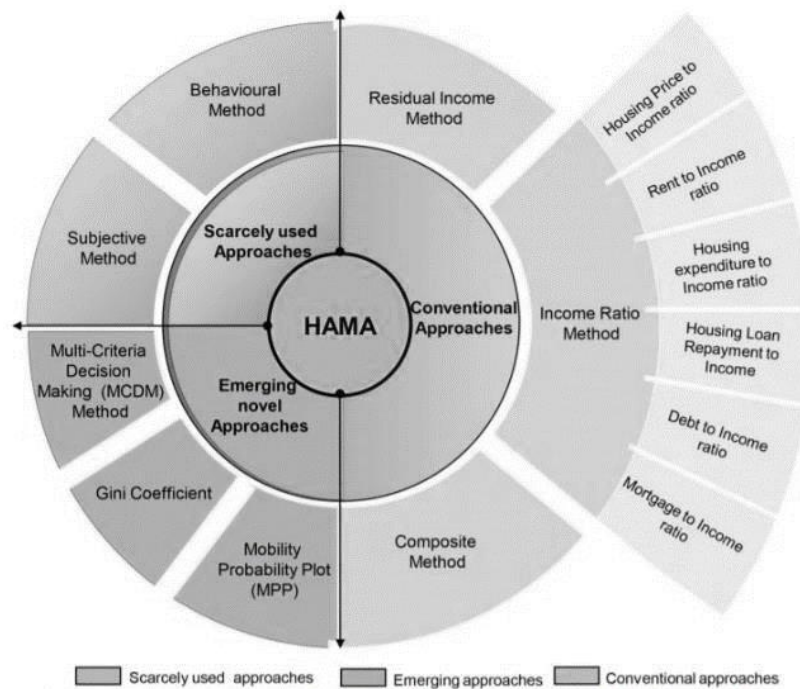 Behavioural
Method
Residual Income
Method
Housing Price to
Income ratio
Rent to Income
ratio
Subjective
Method
Scarcely used
Approaches
Housing
expenditure to
Income ratio
HAMA
Conventional
Approaches
Income Ratio
Method
Housing Loan
Repayment to
Income
Multi-Criteria
Decision
Making (MCDM)
Method
Emerging
novel
Approaches
Debt to Income
ratio
Gini Coefficient
Mortgage to Income
ratio
Mobility
Probability Plot
(MPP)
Composite
Method
Scarcely used approaches
Emerging approaches
Conventional approaches